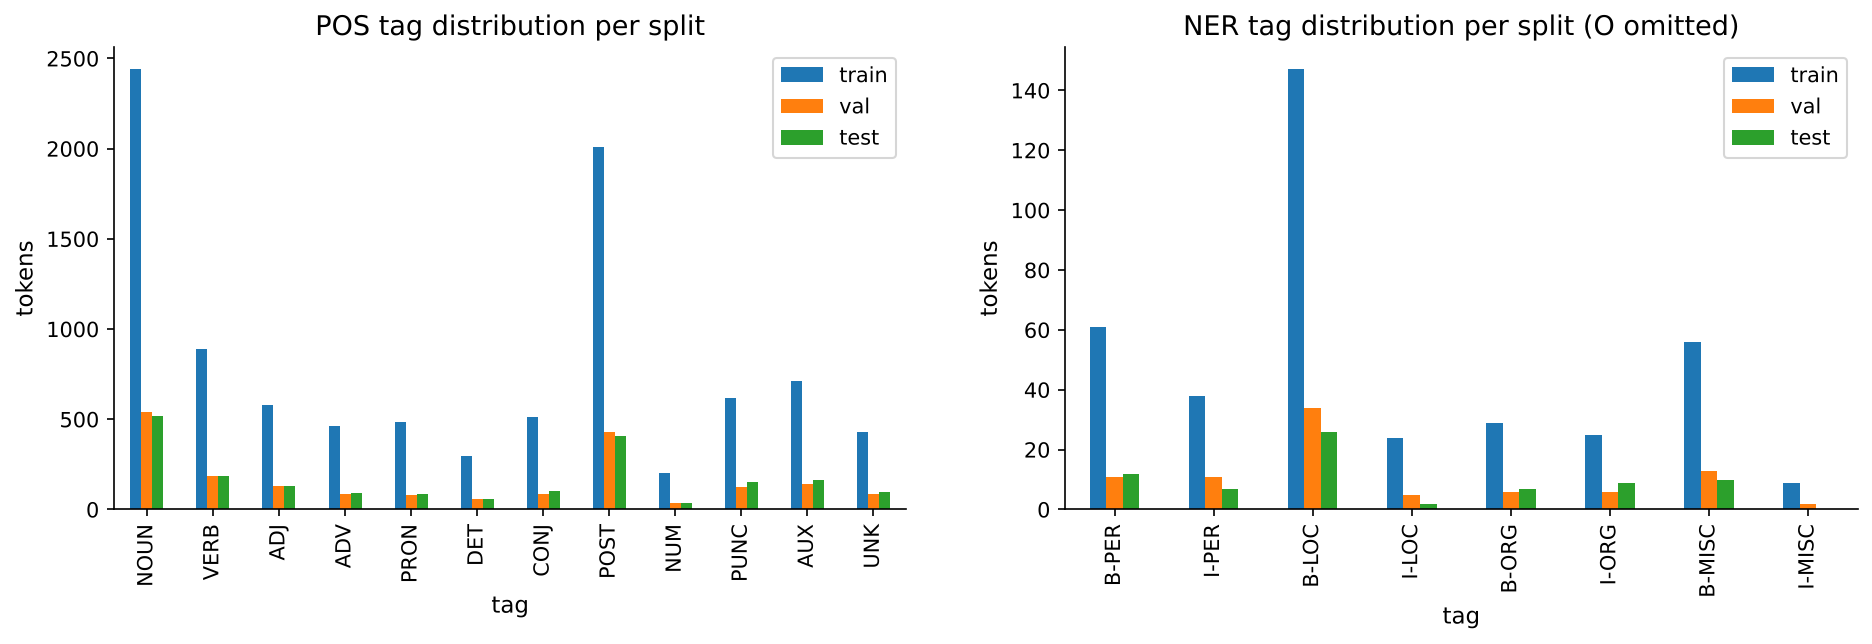 POS tag distribution per split
2500
2000
1500
1000
500
0
tokens
NOUN
VERB
ADJ
ADV
PRON
DET
CONJ
POST
NUM
PUNC
AUX
UNK
tag
train
val
test
NER tag distribution per split (O omitted)
140
120
100
80
60
40
20
0
tokens
B-PER
I-PER
B-LOC
I-LOC
B-ORG
I-ORG
B-MISC
I-MISC
tag
train
val
test